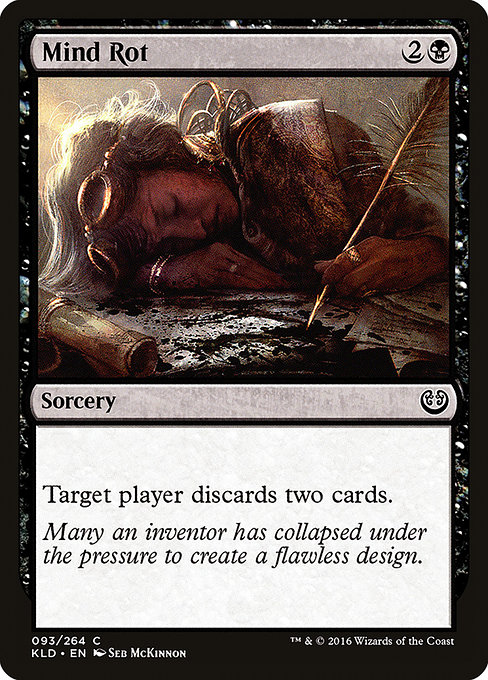 Mind Rot 2
Sorcery
Target player discards two cards.
Many an inventor has collapsed under
the pressure to create a flawless design.
093/264 C
KLD • EN Seb McKinnon
™ & © 2016 Wizards of the Coast